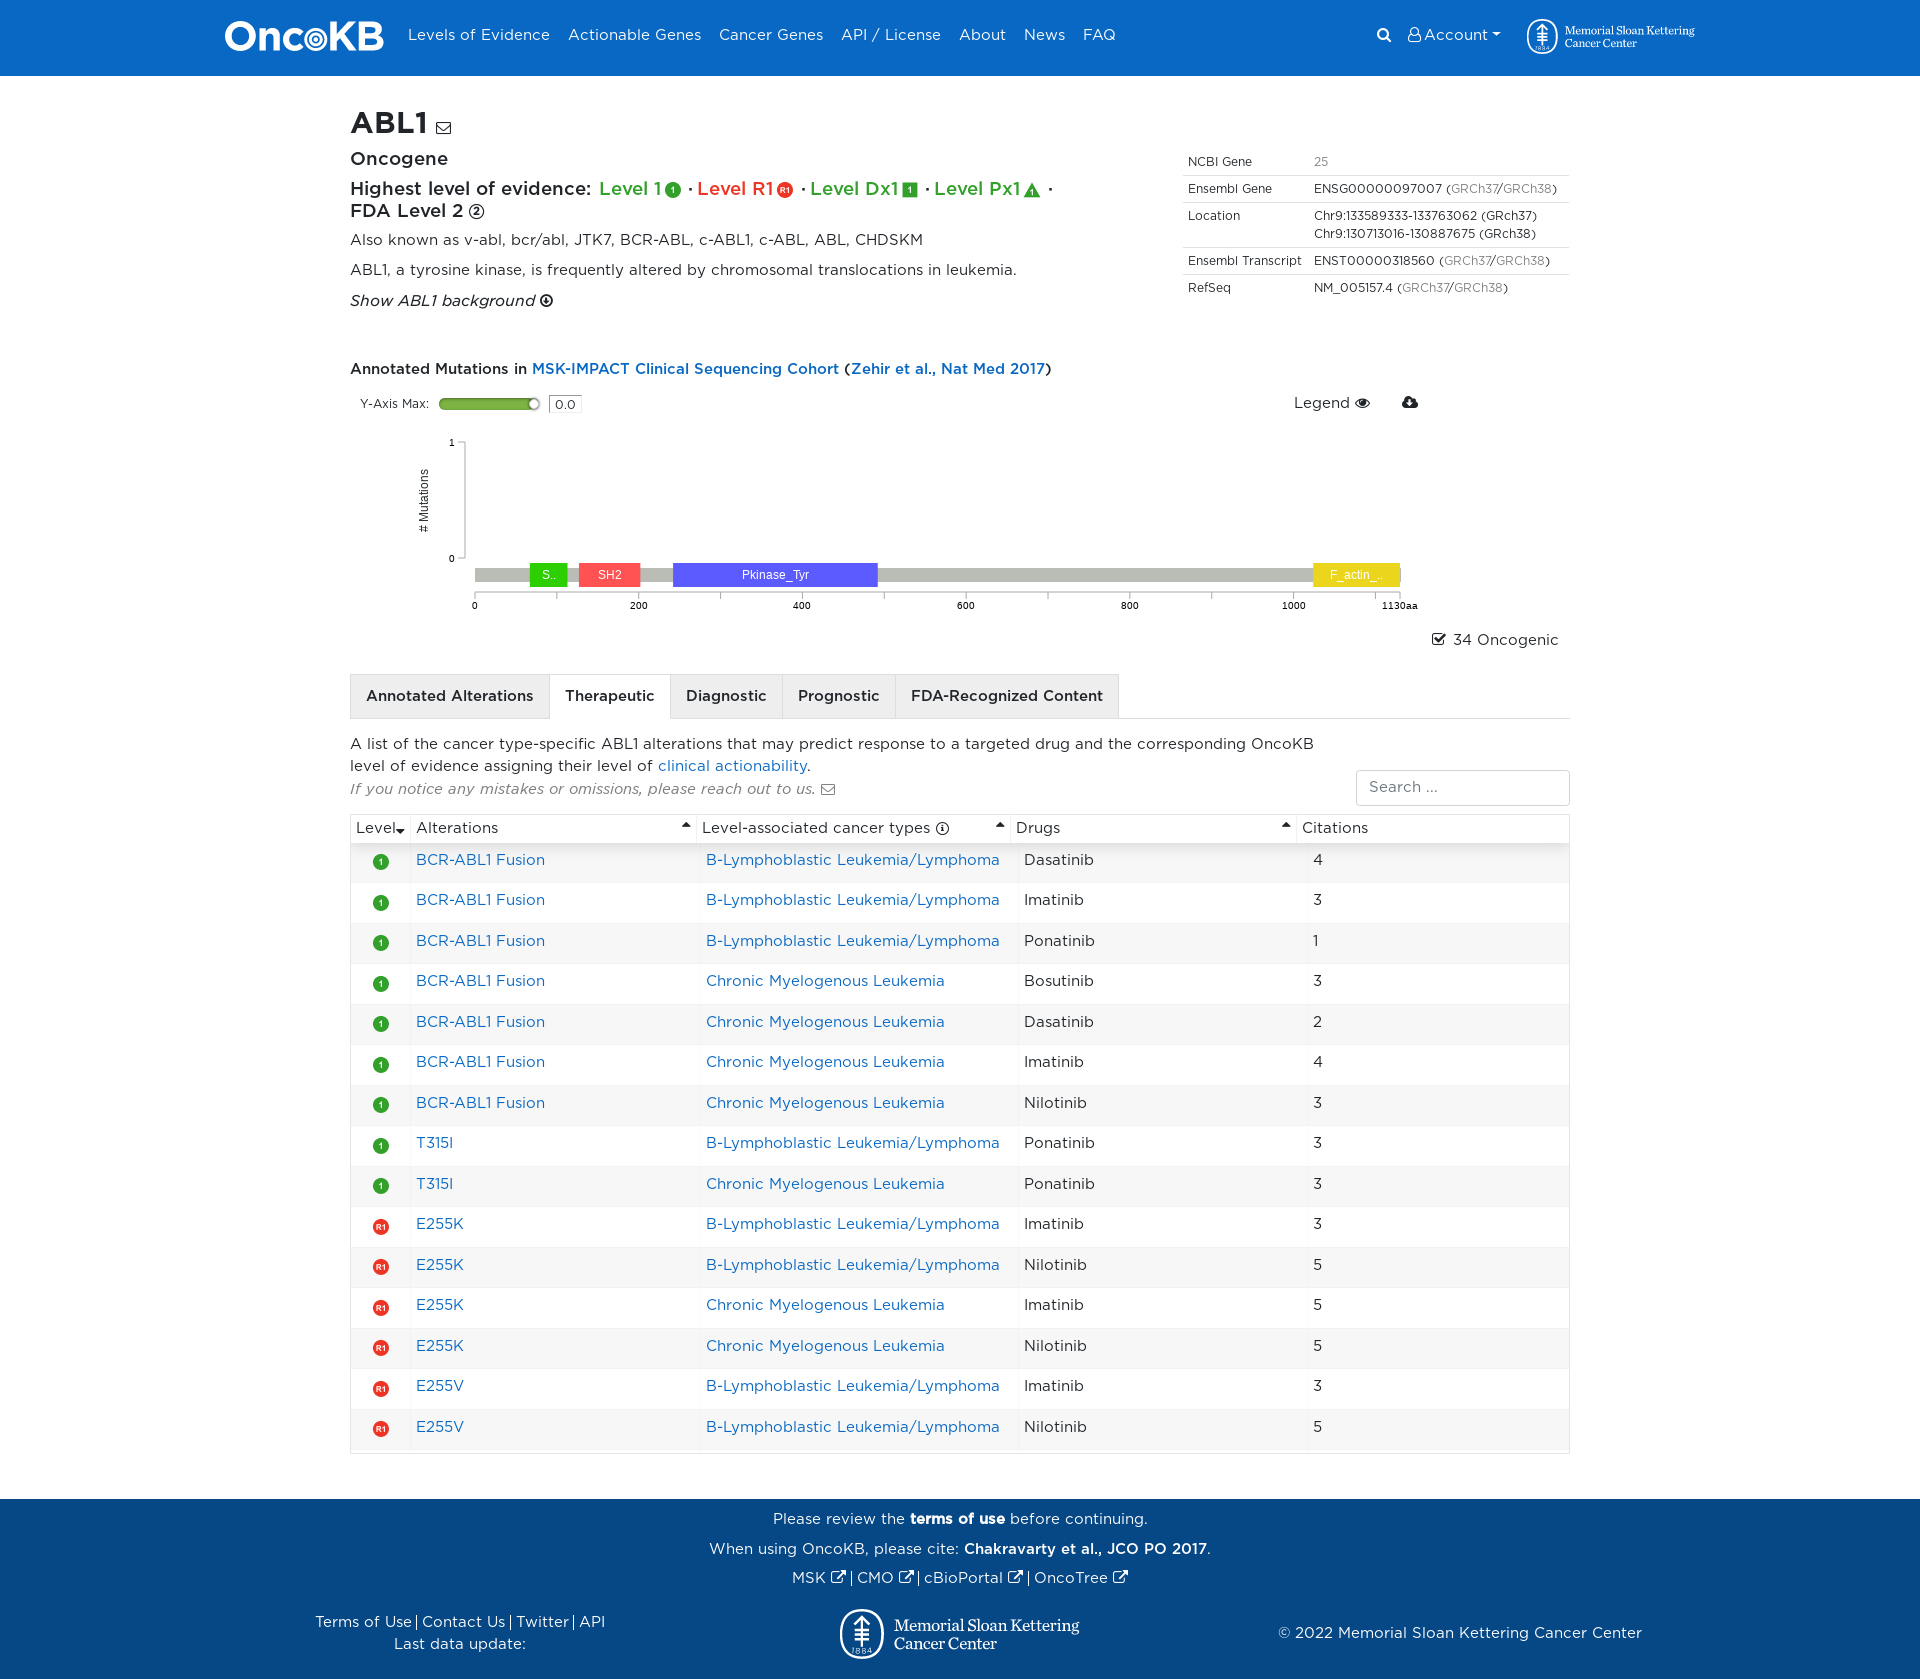 OncoKB Levels of Evidence Actionable Genes Cancer Genes API / License About News FAQ Account Memorial Sloan Kettering
Cancer Center
1884
ABL1
Oncogene
Highest level of evidence: Level 1 1 · Level R1 R1 · Level Dx1 1 · Level Px1 1 ·
FDA Level 2 2
Also known as v-abl, bcr/abl, JTK7, BCR-ABL, c-ABL1, c-ABL, ABL, CHDSKM
ABL1, a tyrosine kinase, is frequently altered by chromosomal translocations in leukemia.
Show ABL1 background
NCBI Gene 25
Ensembl Gene ENSG00000097007 (GRCh37/GRCh38)
Location Chr9:133589333-133763062 (GRch37)
Chr9:130713016-130887675 (GRch38)
Ensembl Transcript ENST00000318560 (GRCh37/GRCh38)
RefSeq NM_005157.4 (GRCh37/GRCh38)
Annotated Mutations in MSK-IMPACT Clinical Sequencing Cohort (Zehir et al., Nat Med 2017)
Y-Axis Max: 0.0 Legend
1
# Mutations
0
S.. SH2 Pkinase_Tyr F_actin_..
0 200 400 600 800 1000 1130aa
34 Oncogenic
Annotated Alterations Therapeutic Diagnostic Prognostic FDA-Recognized Content
A list of the cancer type-specific ABL1 alterations that may predict response to a targeted drug and the corresponding OncoKB
level of evidence assigning their level of clinical actionability.
If you notice any mistakes or omissions, please reach out to us.
Search ...
Level Alterations Level-associated cancer types Drugs Citations
1 BCR-ABL1 Fusion B-Lymphoblastic Leukemia/Lymphoma Dasatinib 4
1 BCR-ABL1 Fusion B-Lymphoblastic Leukemia/Lymphoma Imatinib 3
1 BCR-ABL1 Fusion B-Lymphoblastic Leukemia/Lymphoma Ponatinib 1
1 BCR-ABL1 Fusion Chronic Myelogenous Leukemia Bosutinib 3
1 BCR-ABL1 Fusion Chronic Myelogenous Leukemia Dasatinib 2
1 BCR-ABL1 Fusion Chronic Myelogenous Leukemia Imatinib 4
1 BCR-ABL1 Fusion Chronic Myelogenous Leukemia Nilotinib 3
1 T315I B-Lymphoblastic Leukemia/Lymphoma Ponatinib 3
1 T315I Chronic Myelogenous Leukemia Ponatinib 3
R1 E255K B-Lymphoblastic Leukemia/Lymphoma Imatinib 3
R1 E255K B-Lymphoblastic Leukemia/Lymphoma Nilotinib 5
R1 E255K Chronic Myelogenous Leukemia Imatinib 5
R1 E255K Chronic Myelogenous Leukemia Nilotinib 5
R1 E255V B-Lymphoblastic Leukemia/Lymphoma Imatinib 3
R1 E255V B-Lymphoblastic Leukemia/Lymphoma Nilotinib 5
Please review the terms of use before continuing.
When using OncoKB, please cite: Chakravarty et al., JCO PO 2017.
MSK | CMO | cBioPortal | OncoTree
Terms of Use | Contact Us | Twitter | API
Last data update:
1884
Memorial Sloan Kettering
Cancer Center
© 2022 Memorial Sloan Kettering Cancer Center